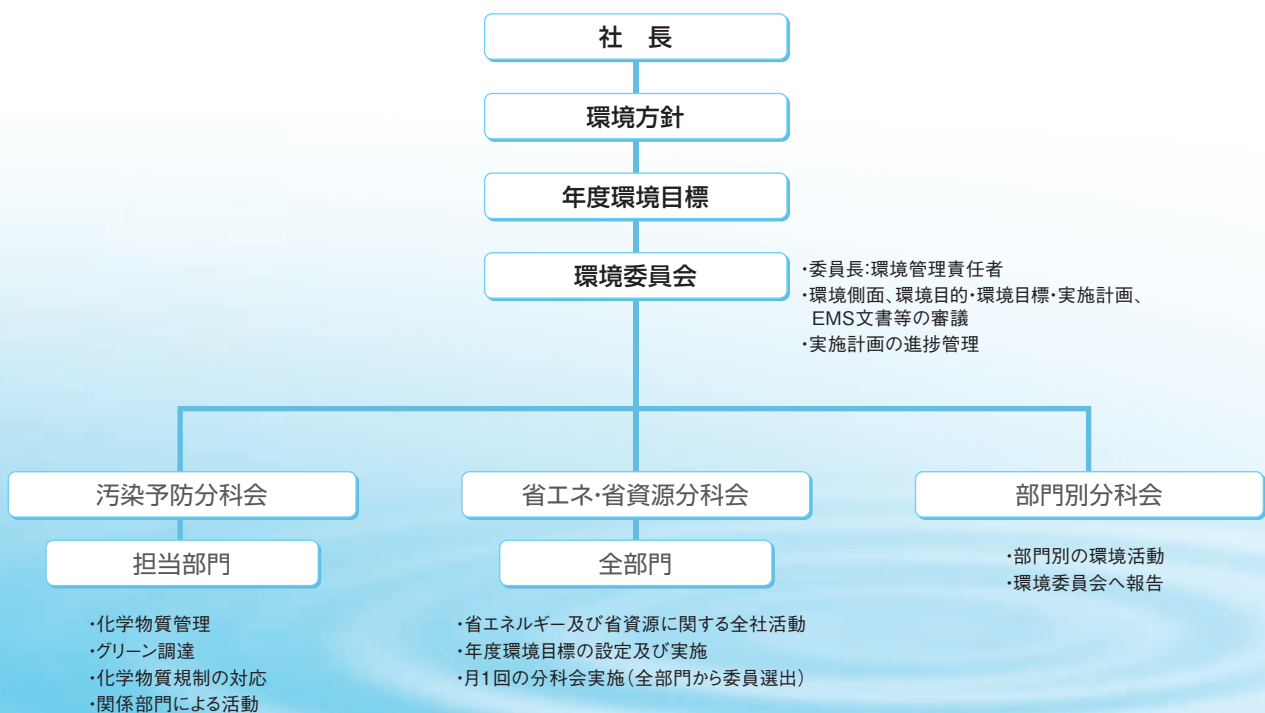 社　長
環境方針
年度環境目標
環境委員会
・委員長:環境管理責任者
・環境側面、環境目的・環境目標・実施計画、
EMS文書等の審議
・実施計画の進捗管理
汚染予防分科会
担当部門
・化学物質管理
・グリーン調達
・化学物質規制の対応
・関係部門による活動
省エネ・省資源分科会
全部門
・省エネルギー及び省資源に関する全社活動
・年度環境目標の設定及び実施
・月1回の分科会実施(全部門から委員選出)
部門別分科会
・部門別の環境活動
・環境委員会へ報告